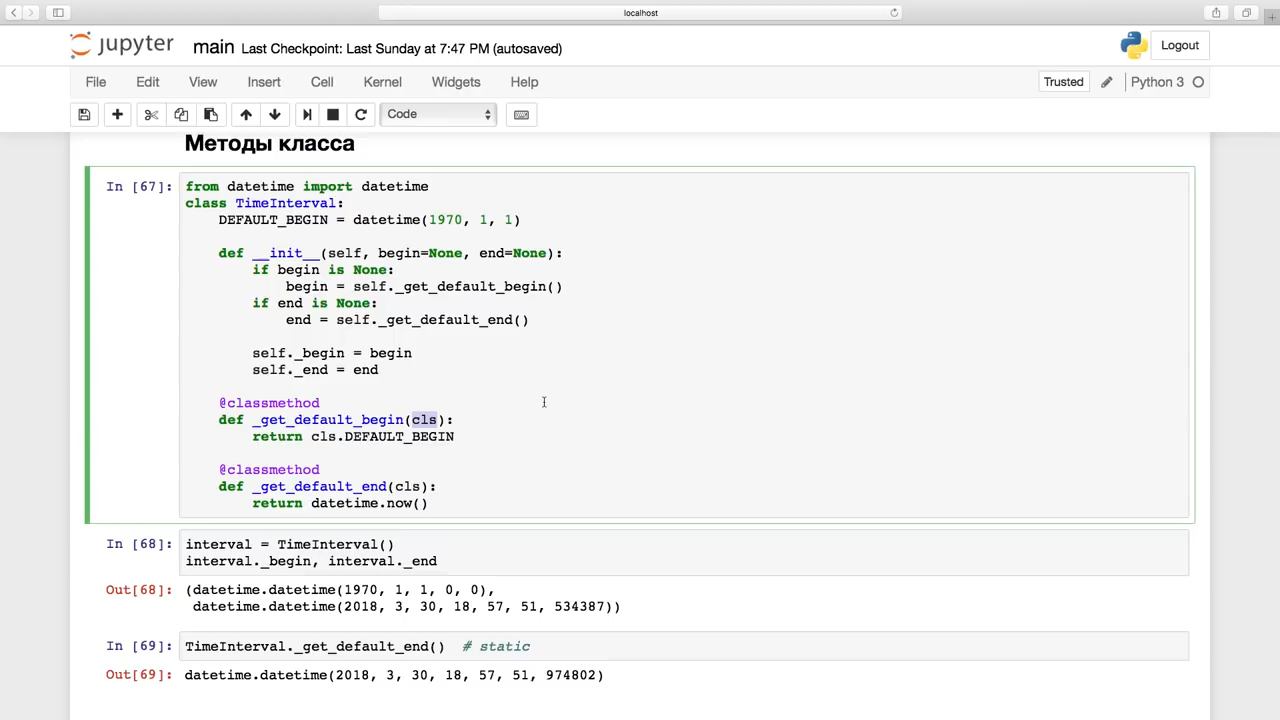 localhost
jupyter main Last Checkpoint: Last Sunday at 7:47 PM (autosaved)
Logout
File Edit View Insert Cell Kernel Widgets Help
Trusted Python 3
Code
Методы класса
In [67]: from datetime import datetime
class TimeInterval:
    DEFAULT_BEGIN = datetime(1970, 1, 1)
    def __init__(self, begin=None, end=None):
        if begin is None:
            begin = self._get_default_begin()
        if end is None:
            end = self._get_default_end()
        self._begin = begin
        self._end = end
    @classmethod
    def _get_default_begin(cls):
        return cls.DEFAULT_BEGIN
    @classmethod
    def _get_default_end(cls):
        return datetime.now()
In [68]: interval = TimeInterval()
interval._begin, interval._end
Out[68]: (datetime.datetime(1970, 1, 1, 0, 0),
 datetime.datetime(2018, 3, 30, 18, 57, 51, 534387))
In [69]: TimeInterval._get_default_end()  # static
Out[69]: datetime.datetime(2018, 3, 30, 18, 57, 51, 974802)